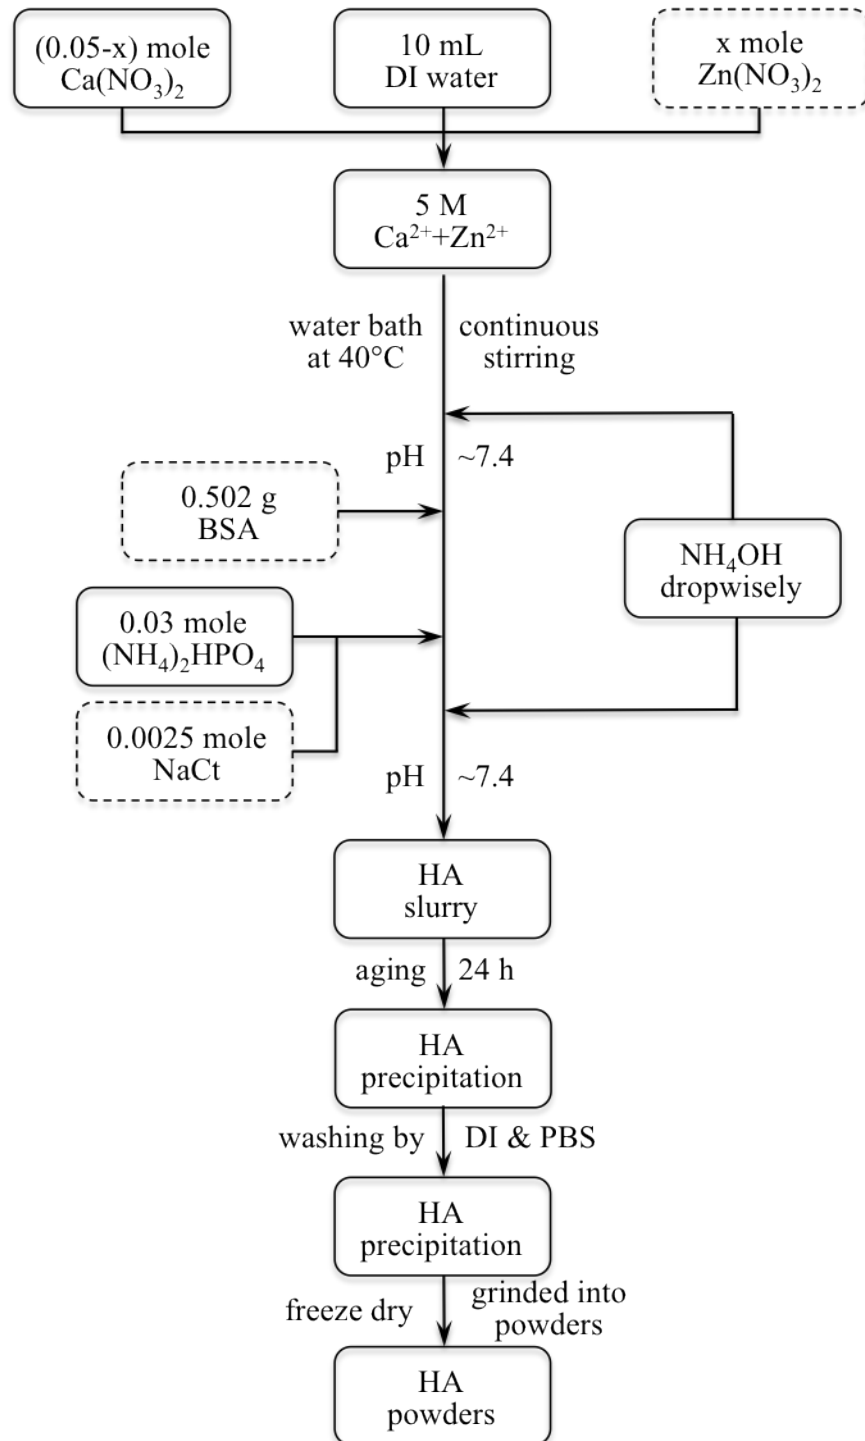 (0.05-x) mole
Ca(NO₃)₂
10 mL
DI water
x mole
Zn(NO₃)₂
5 M
Ca²⁺+Zn²⁺
water bath
at 40°C
continuous
stirring
pH ~7.4
0.502 g
BSA
NH₄OH
dropwisely
0.03 mole
(NH₄)₂HPO₄
0.0025 mole
NaCt
pH ~7.4
HA
slurry
aging 24 h
HA
precipitation
washing by DI & PBS
HA
precipitation
freeze dry
grinded into
powders
HA
powders